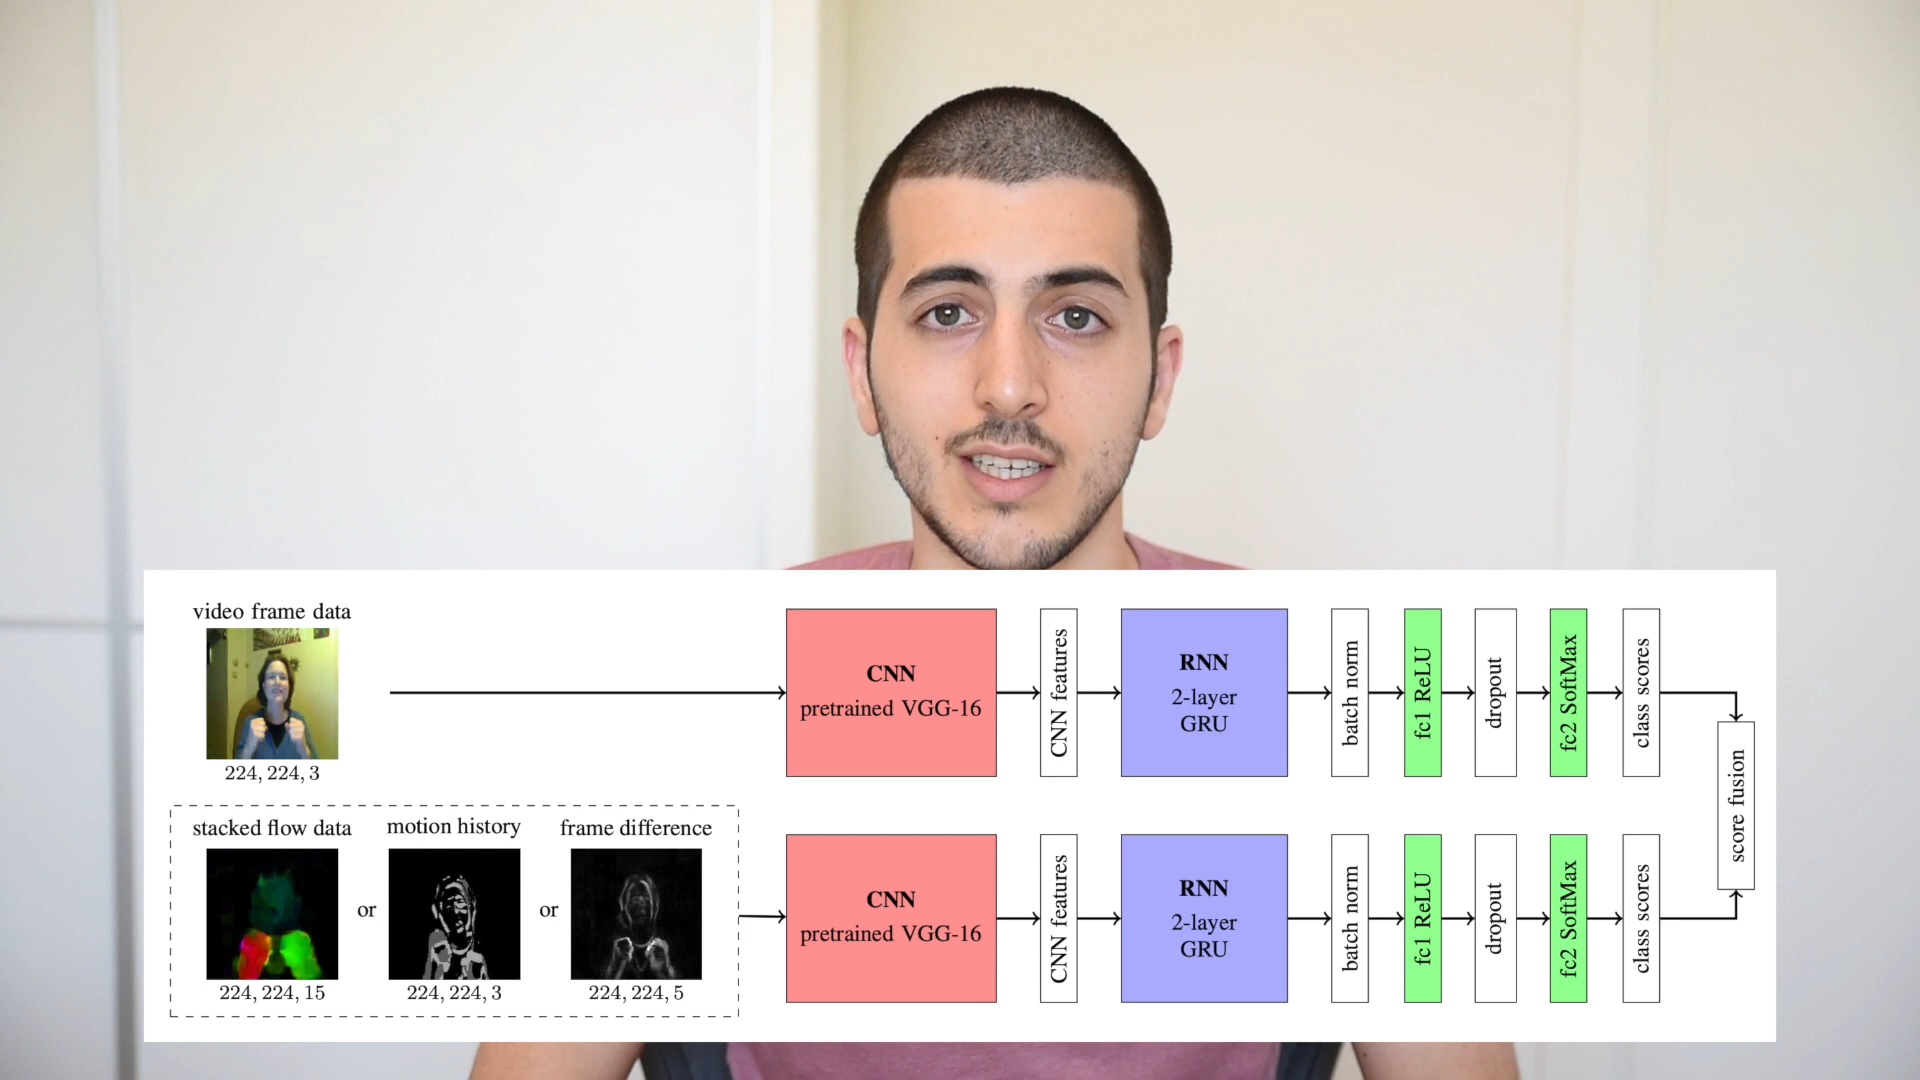 video frame data
224, 224, 3
CNN
pretrained VGG-16
CNN features
RNN
2-layer
GRU
batch norm
fc1 ReLU
dropout
fc2 SoftMax
class scores
score fusion
stacked flow data
224, 224, 15
or
motion history
224, 224, 3
or
frame difference
224, 224, 5
CNN
pretrained VGG-16
CNN features
RNN
2-layer
GRU
batch norm
fc1 ReLU
dropout
fc2 SoftMax
class scores